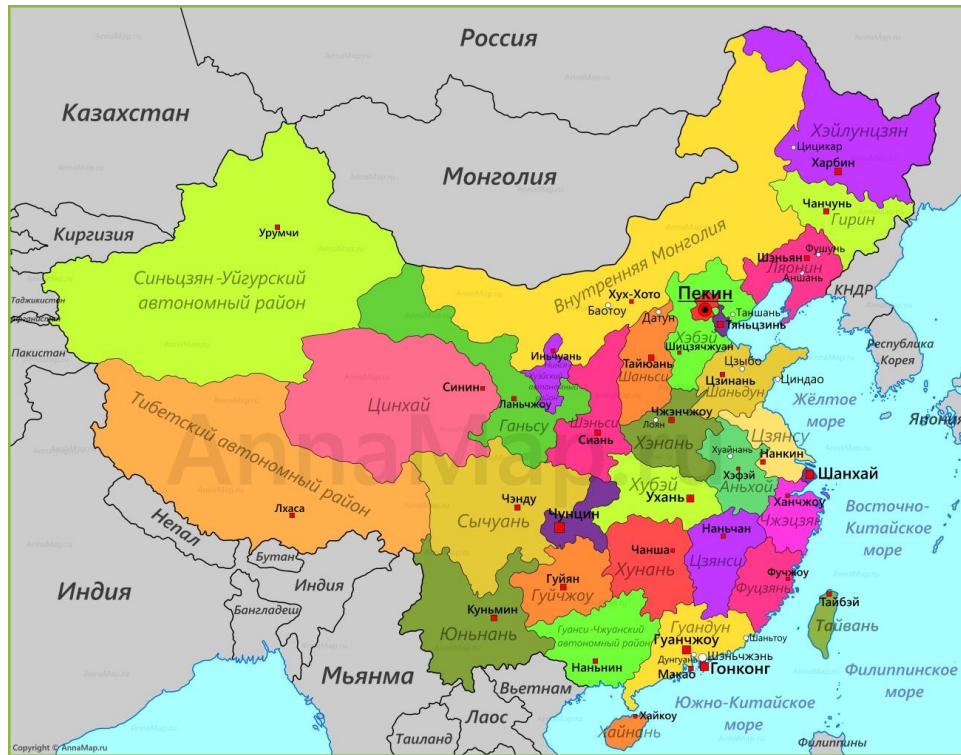 Россия
Казахстан
Монголия
Хэйлунцзян
Цицикар
Харбин
Чанчунь
Гирин
Киргизия
Урумчи
Синьцзян-Уйгурский
автономный район
Внутренняя Монголия
Фушунь
Шэньян
Ляонин
Аншань
КНДР
Таджикистан
Пакистан
Хух-Хото
Баотоу
Датун
Пекин
Таншань
Тяньцзинь
Хэбэй
Шицзячжуан
Республика
Корея
Япония
Иньчуань
автономный
район
Тайюань
Шаньси
Цзыбо
Цзинань
Шаньдун
Циндао
Жёлтое
море
Синин
Цинхай
Ланьчжоу
Ганьсу
Шэньси
Сиань
Чжэнчжоу
Лоян
Хэнань
Цзянсу
Нанкин
Хуайнань
Хэфэй
Аньхой
Шанхай
Тибетский автономный район
Лхаса
Сычуань
Чэнду
Чунцин
Хубэй
Ухань
Ханчжоу
Чжэцзян
Восточно-
Китайское
море
Непал
Бутан
Индия
Индия
Бангладеш
Чанша
Хунань
Наньчан
Цзянси
Фучжоу
Фуцзянь
Тайбэй
Тайвань
Гуйян
Гуйчжоу
Куньмин
Юньнань
Гуанси-Чжуанский
автономный район
Наньнин
Гуандун
Гуанчжоу
Шаньтоу
Дунгуань
Шэньчжэнь
Макао
Гонконг
Мьянма
Вьетнам
Лаос
Таиланд
Хайкоу
Хайнань
Южно-Китайское
море
Филиппинское
море
Филиппины
AnnaMap.ru
Copyright © AnnaMap.ru